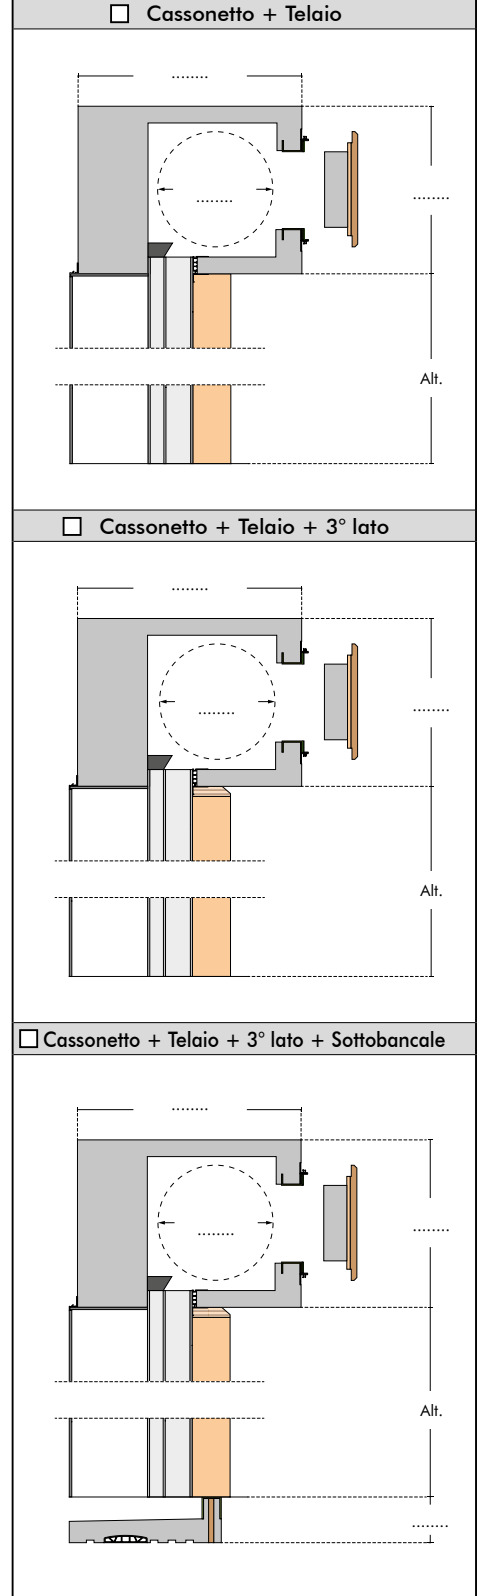 Cassonetto + Telaio
........
........
........
Alt.
Cassonetto + Telaio + 3° lato
........
........
........
Alt.
Cassonetto + Telaio + 3° lato + Sottobancale
........
........
........
Alt.
........